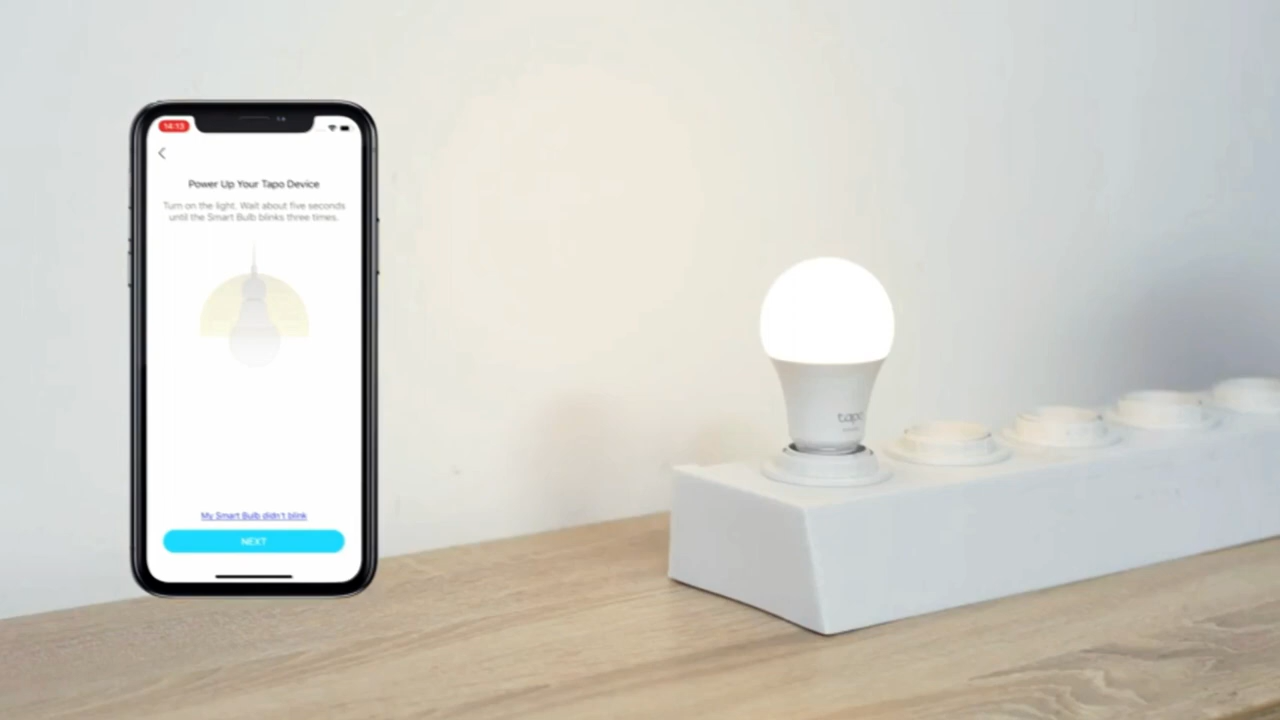 14:13
Power Up Your Tapo Device
Turn on the light. Wait about five seconds
until the Smart Bulb blinks three times.
My Smart Bulb didn't blink
NEXT
tapo